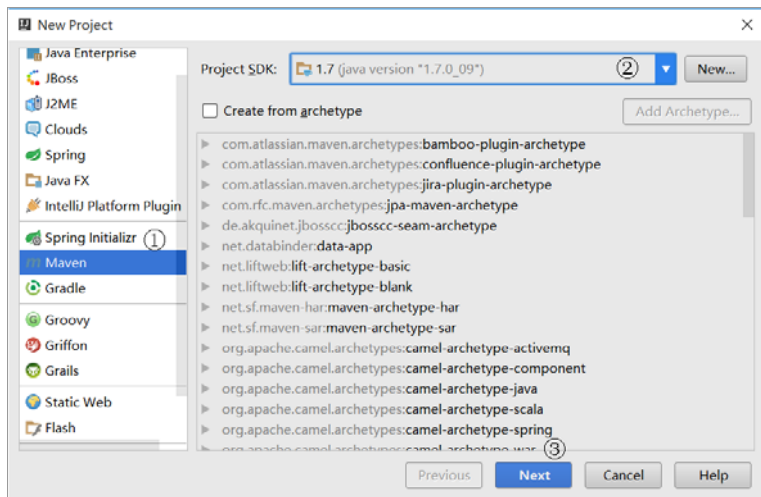 New Project
Java Enterprise
JBoss
J2ME
Clouds
Spring
Java FX
IntelliJ Platform Plugin
Spring Initializr ①
Maven
Gradle
Groovy
Griffon
Grails
Static Web
Flash
Project SDK: 1.7 (java version "1.7.0_09") ② New...
Create from archetype Add Archetype...
com.atlassian.maven.archetypes:bamboo-plugin-archetype
com.atlassian.maven.archetypes:confluence-plugin-archetype
com.atlassian.maven.archetypes:jira-plugin-archetype
com.rfc.maven.archetypes:jpa-maven-archetype
de.akquinet.jbosscc:jbosscc-seam-archetype
net.databinder:data-app
net.liftweb:lift-archetype-basic
net.liftweb:lift-archetype-blank
net.sf.maven-har:maven-archetype-har
net.sf.maven-sar:maven-archetype-sar
org.apache.camel.archetypes:camel-archetype-activemq
org.apache.camel.archetypes:camel-archetype-component
org.apache.camel.archetypes:camel-archetype-java
org.apache.camel.archetypes:camel-archetype-scala
org.apache.camel.archetypes:camel-archetype-spring
org.apache.camel.archetypes:camel-archetype-war
③
Previous Next Cancel Help